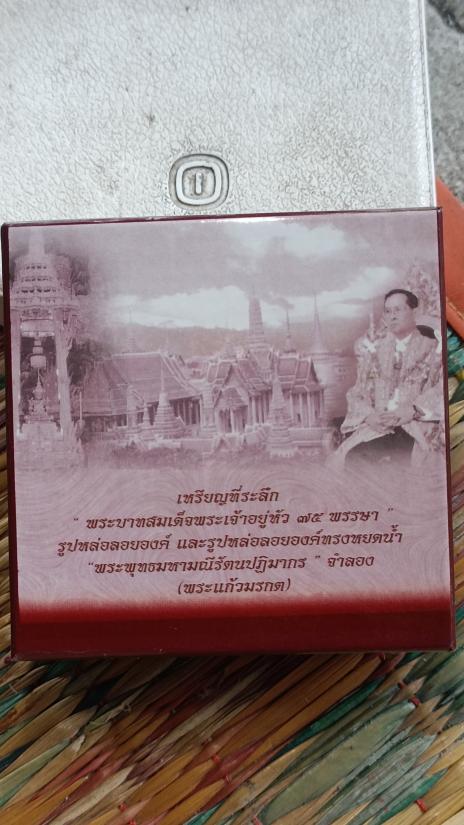 เหรียญที่ระลึก
" พระบาทสมเด็จพระเจ้าอยู่หัว ๗๕ พรรษา "
รูปหล่อลอยองค์ และรูปหล่อลอยองค์ทรงหยดน้ำ
"พระพุทธมหามณีรัตนปฏิมากร " จำลอง
(พระแก้วมรกต)